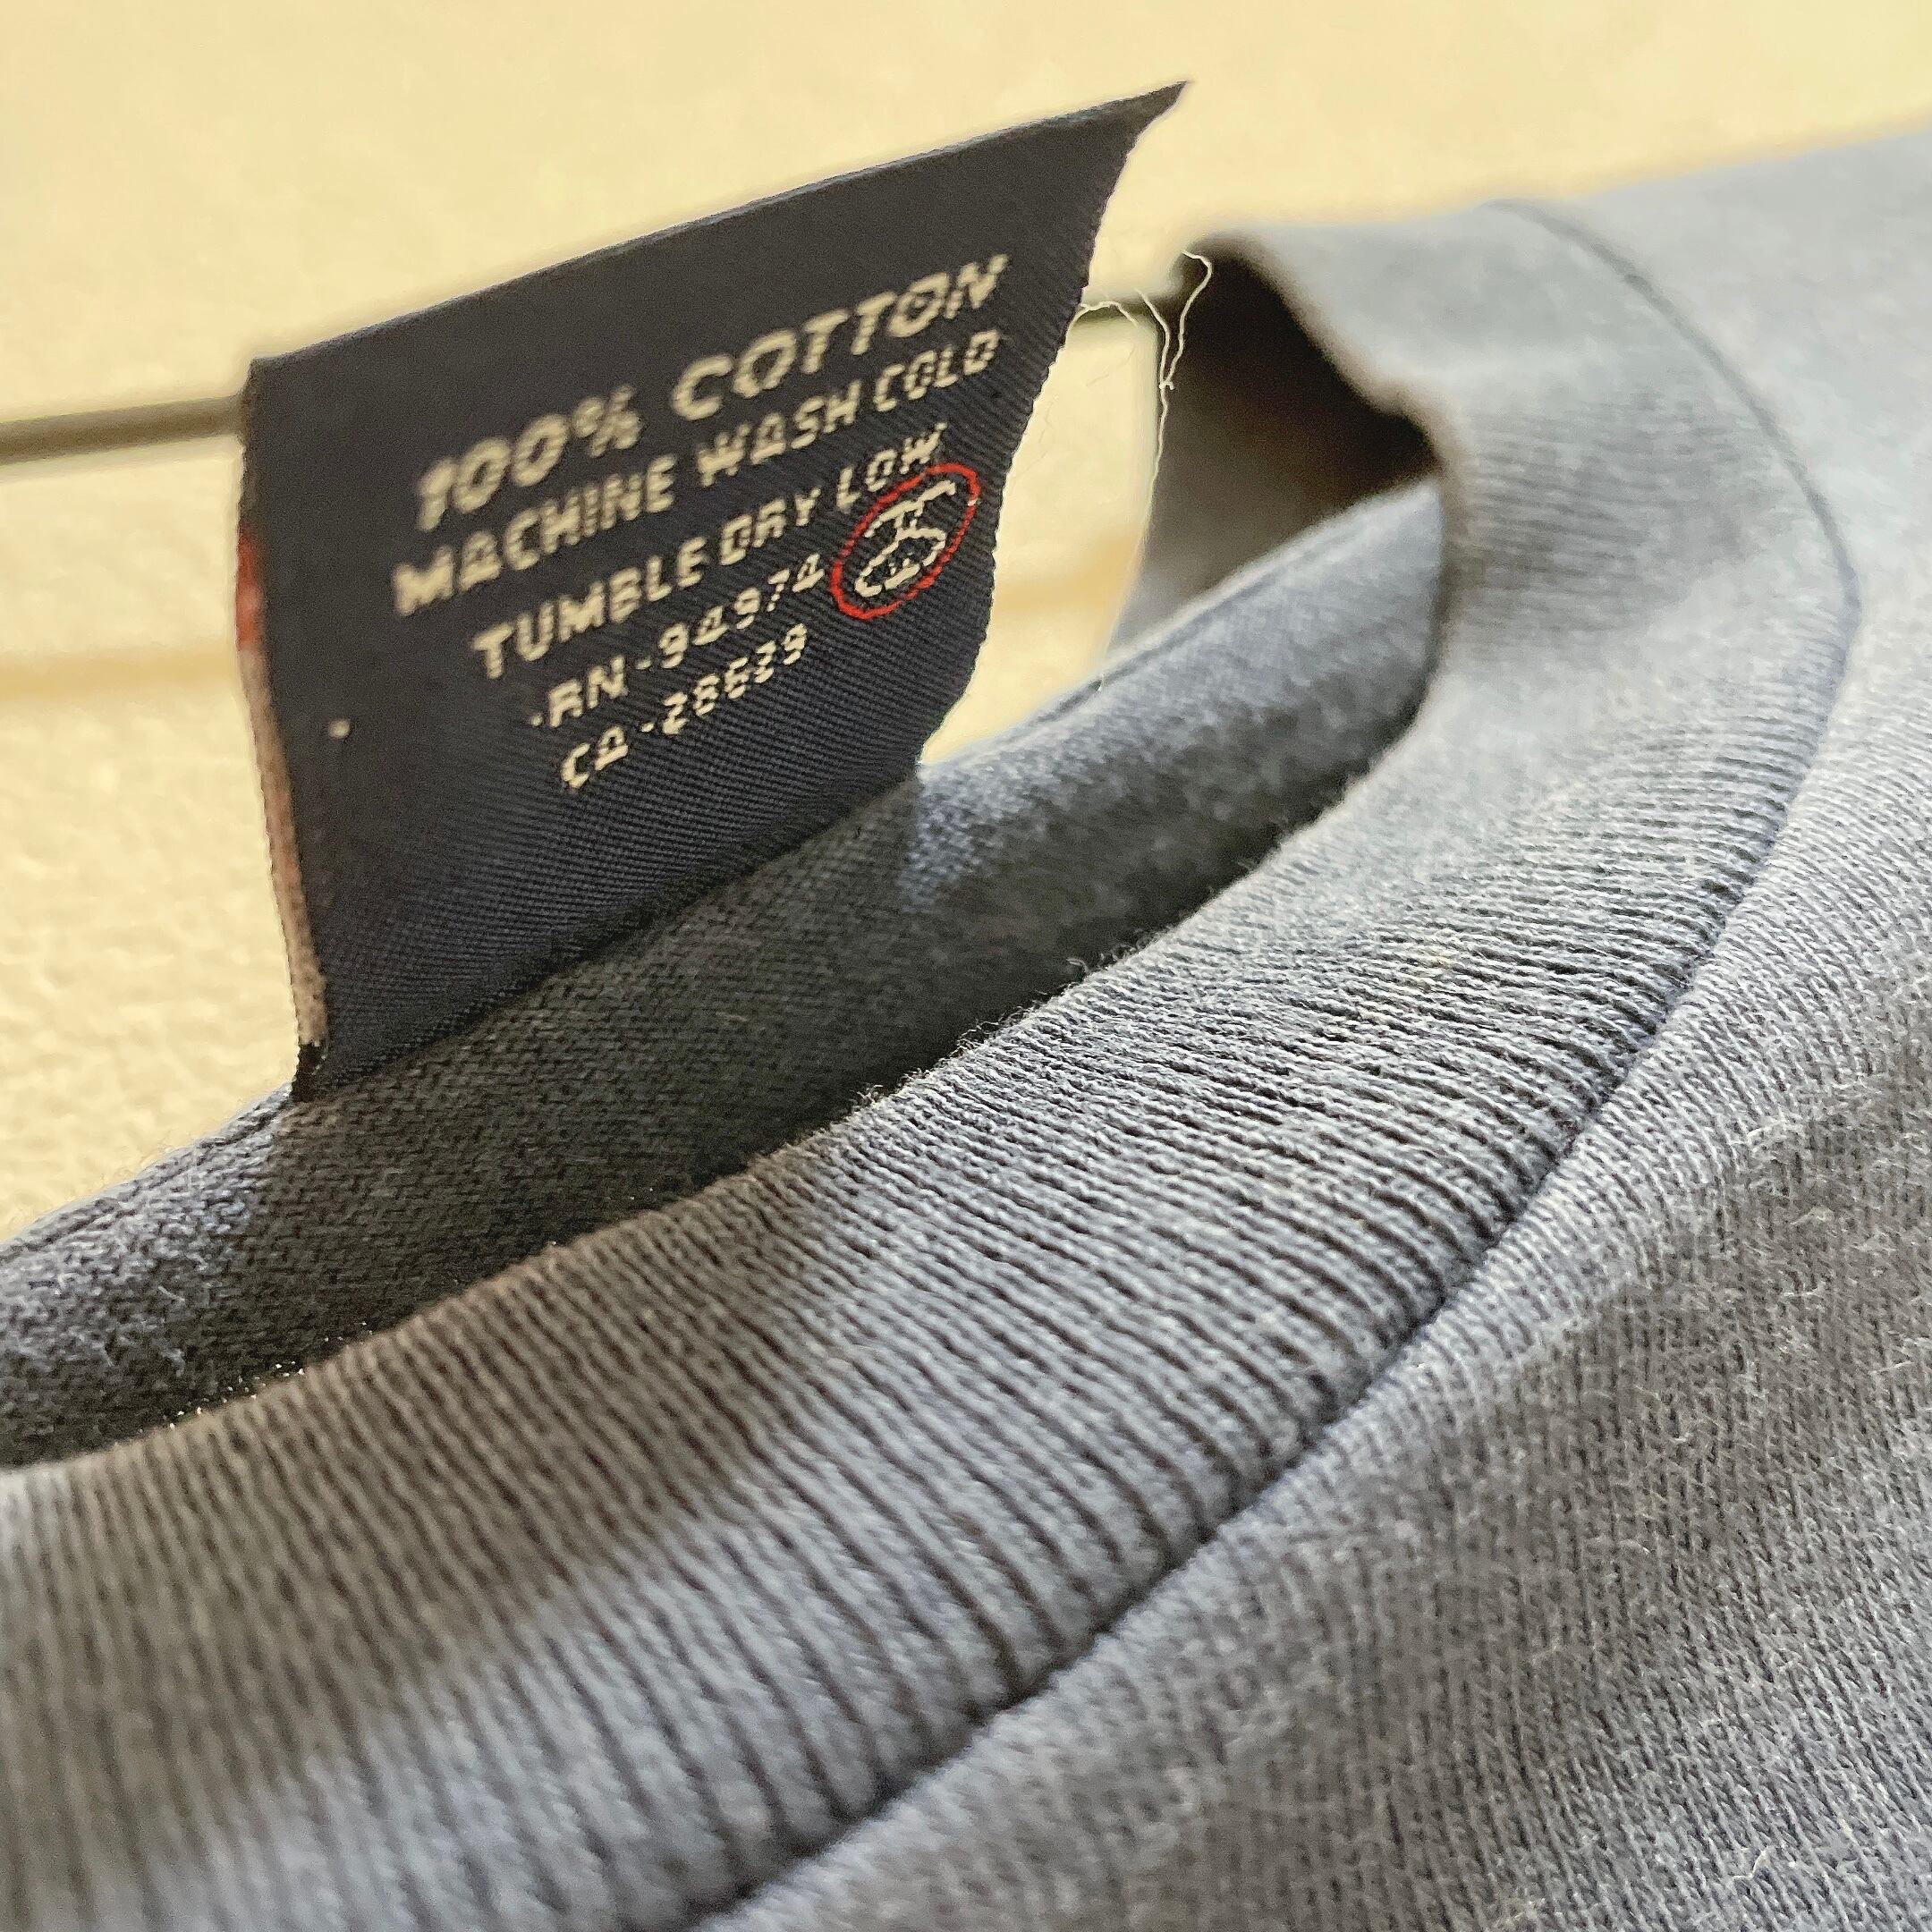 100% COTTON
MACHINE WASH COLD
TUMBLE DRY LOW
RN-94974
CA-28629